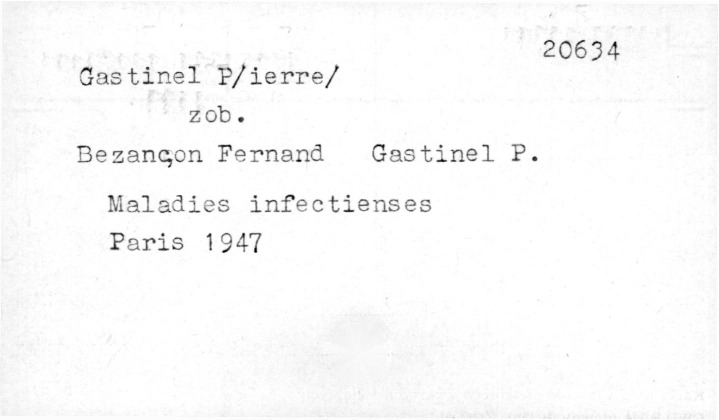 20634
Gastinel P/ierre/
zob.
Bezançon Fernand Gastinel P.
Maladies infectienses
Paris 1947